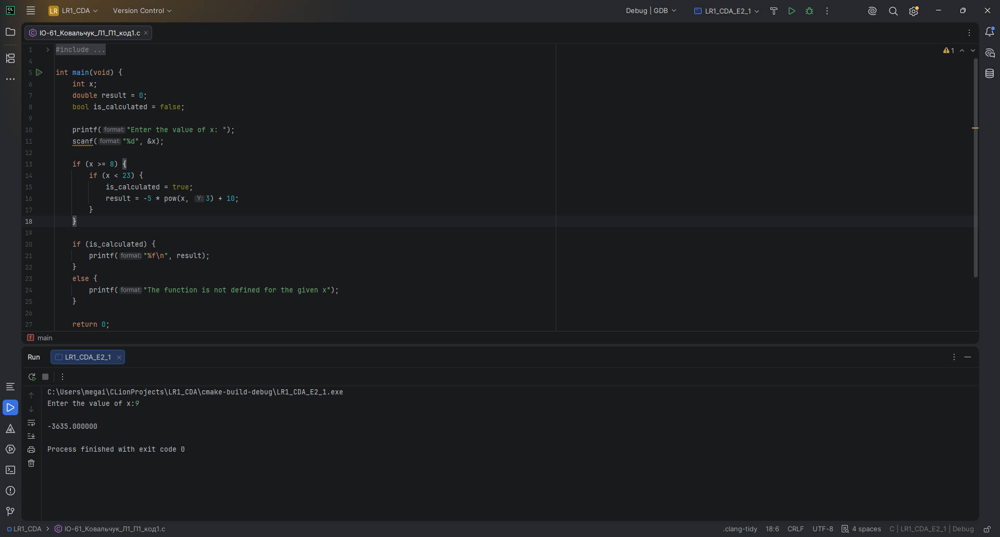 LR LR1_CDA Version Control Debug | GDB LR1_CDA_E2_1
ІО-61_Ковальчук_Л1_П1_код1.c
1 #include ... 1
4
5 int main(void) {
6 int x;
7 double result = 0;
8 bool is_calculated = false;
9
10 printf( format: "Enter the value of x: ");
11 scanf( format: "%d", &x);
12
13 if (x >= 8) {
14 if (x < 23) {
15 is_calculated = true;
16 result = -5 * pow(x, Y: 3) + 10;
17 }
18 }
19
20 if (is_calculated) {
21 printf( format: "%f\n", result);
22 }
23 else {
24 printf( format: "The function is not defined for the given x");
25 }
26
27 return 0;
main
Run LR1_CDA_E2_1
C:\Users\megai\CLionProjects\LR1_CDA\cmake-build-debug\LR1_CDA_E2_1.exe
Enter the value of x:9
-3635.000000
Process finished with exit code 0
LR1_CDA ІО-61_Ковальчук_Л1_П1_код1.c .clang-tidy 18:6 CRLF UTF-8 4 spaces C | LR1_CDA_E2_1 | Debug